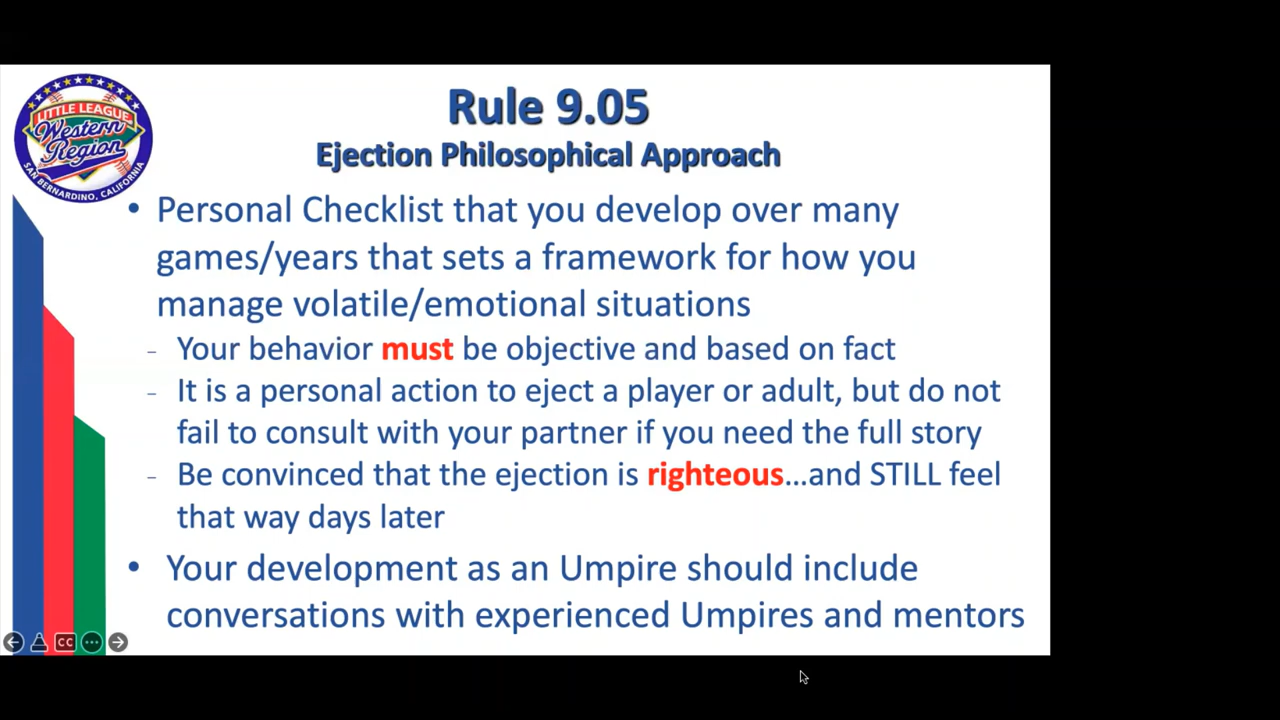 LITTLE LEAGUE
Western
Region
SAN BERNARDINO, CALIFORNIA
Rule 9.05
Ejection Philosophical Approach
• Personal Checklist that you develop over many
games/years that sets a framework for how you
manage volatile/emotional situations
- Your behavior must be objective and based on fact
- It is a personal action to eject a player or adult, but do not
fail to consult with your partner if you need the full story
- Be convinced that the ejection is righteous...and STILL feel
that way days later
• Your development as an Umpire should include
conversations with experienced Umpires and mentors
CC